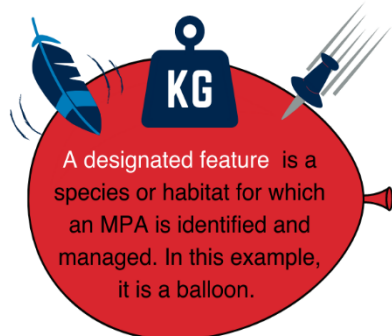 KG
A designated feature is a
species or habitat for which
an MPA is identified and
managed. In this example,
it is a balloon.